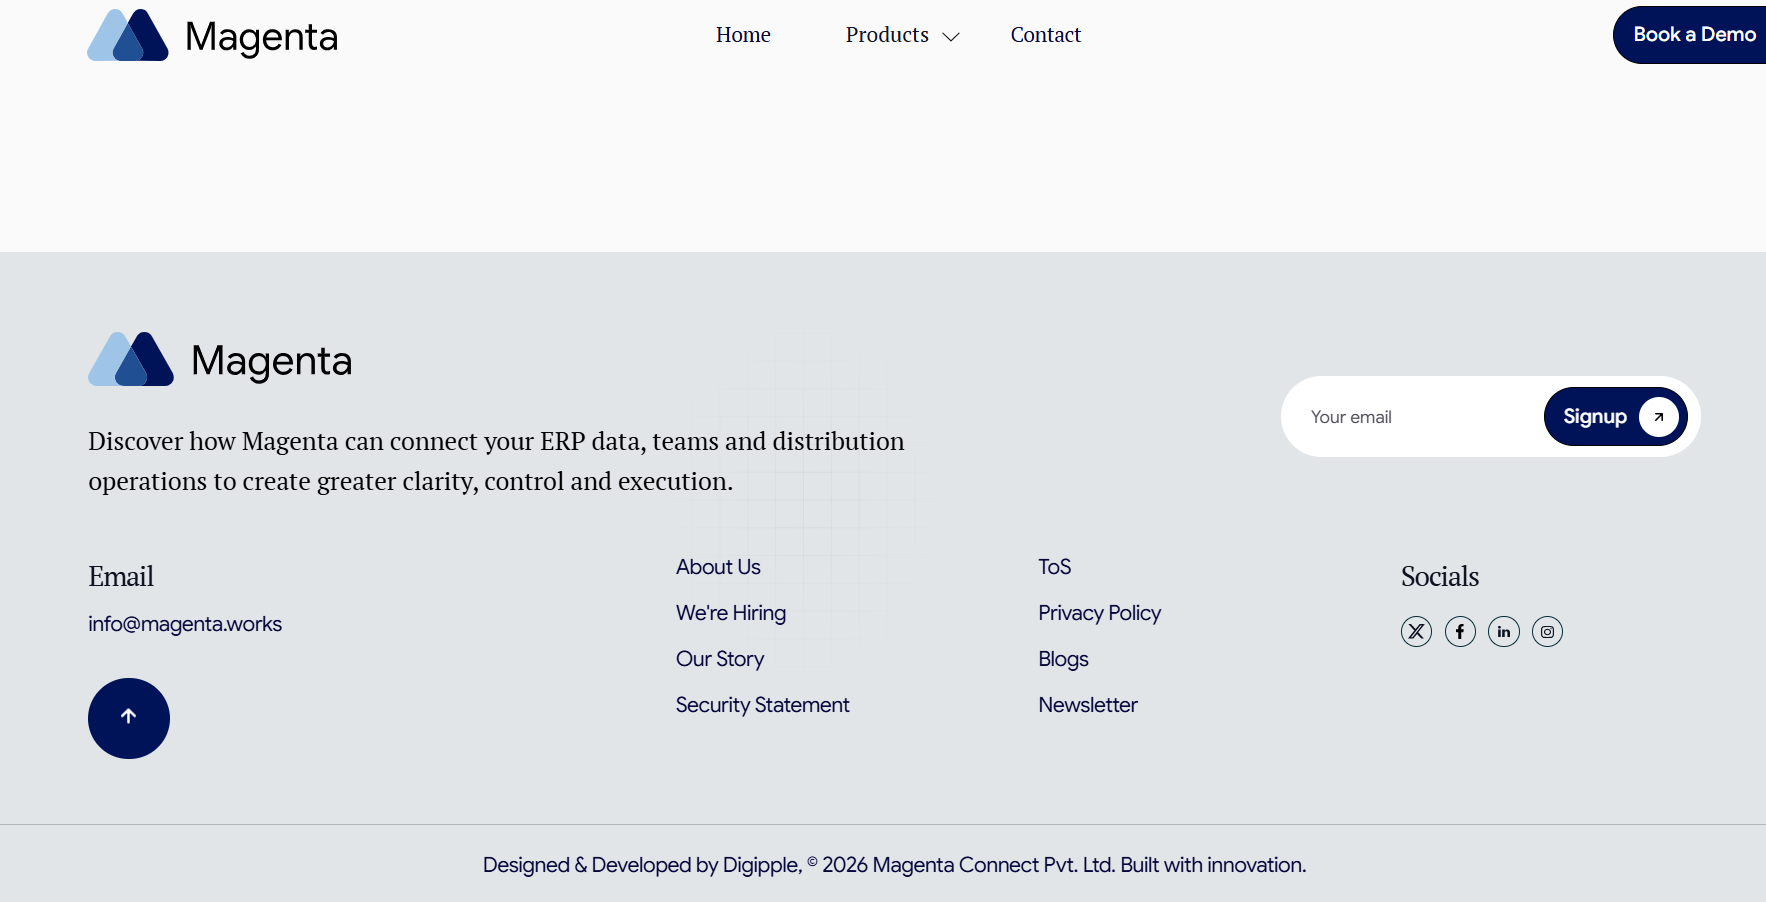 Magenta
Home
Products
Contact
Book a Demo
Magenta
Discover how Magenta can connect your ERP data, teams and distribution
operations to create greater clarity, control and execution.
Your email
Signup
Email
info@magenta.works
About Us
We're Hiring
Our Story
Security Statement
ToS
Privacy Policy
Blogs
Newsletter
Socials
Designed & Developed by Digipple, © 2026 Magenta Connect Pvt. Ltd. Built with innovation.